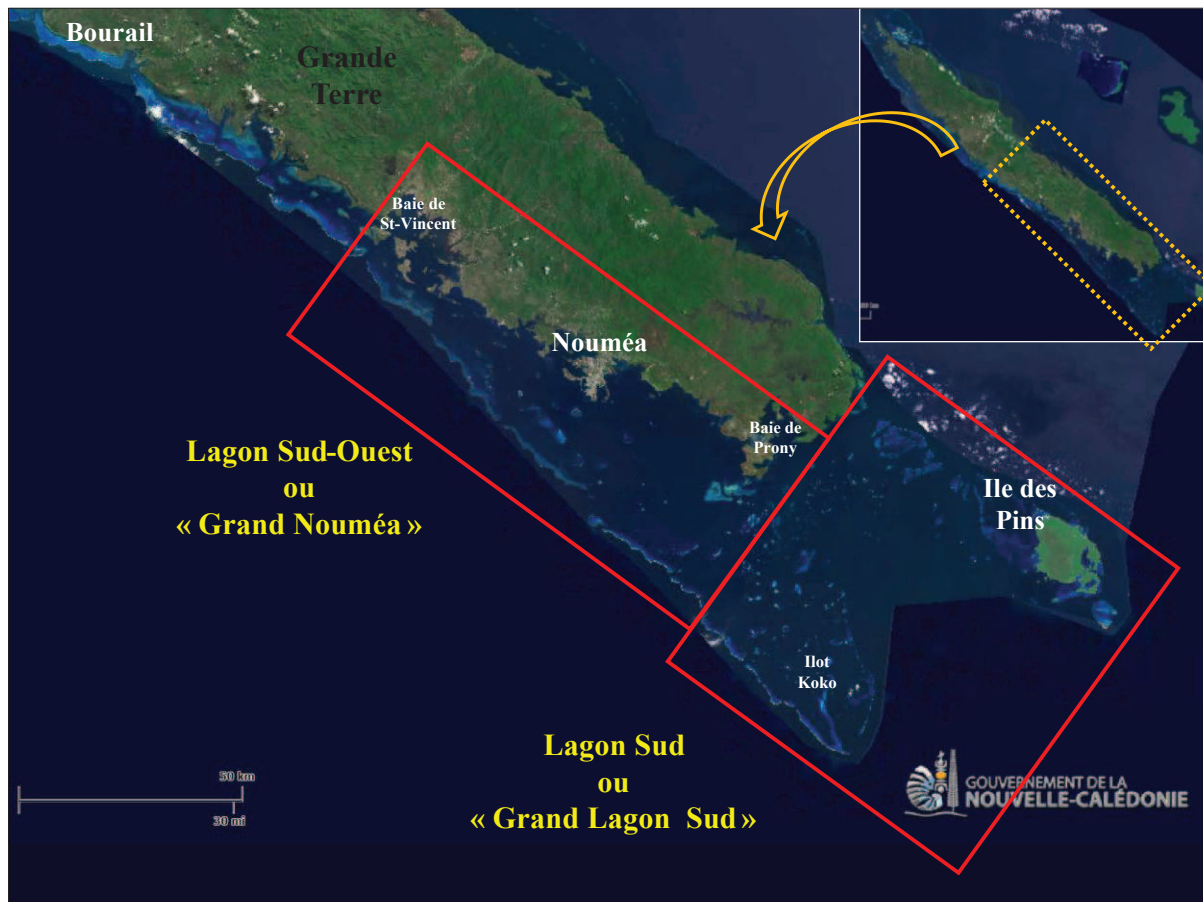 Bourail
Grande
Terre
Baie de
St-Vincent
Nouméa
Baie de
Prony
Lagon Sud-Ouest
ou
« Grand Nouméa »
Ile des
Pins
Ilot
Koko
Lagon Sud
ou
« Grand Lagon Sud »
50 km
30 mi
GOUVERNEMENT DE LA
NOUVELLE-CALÉDONIE